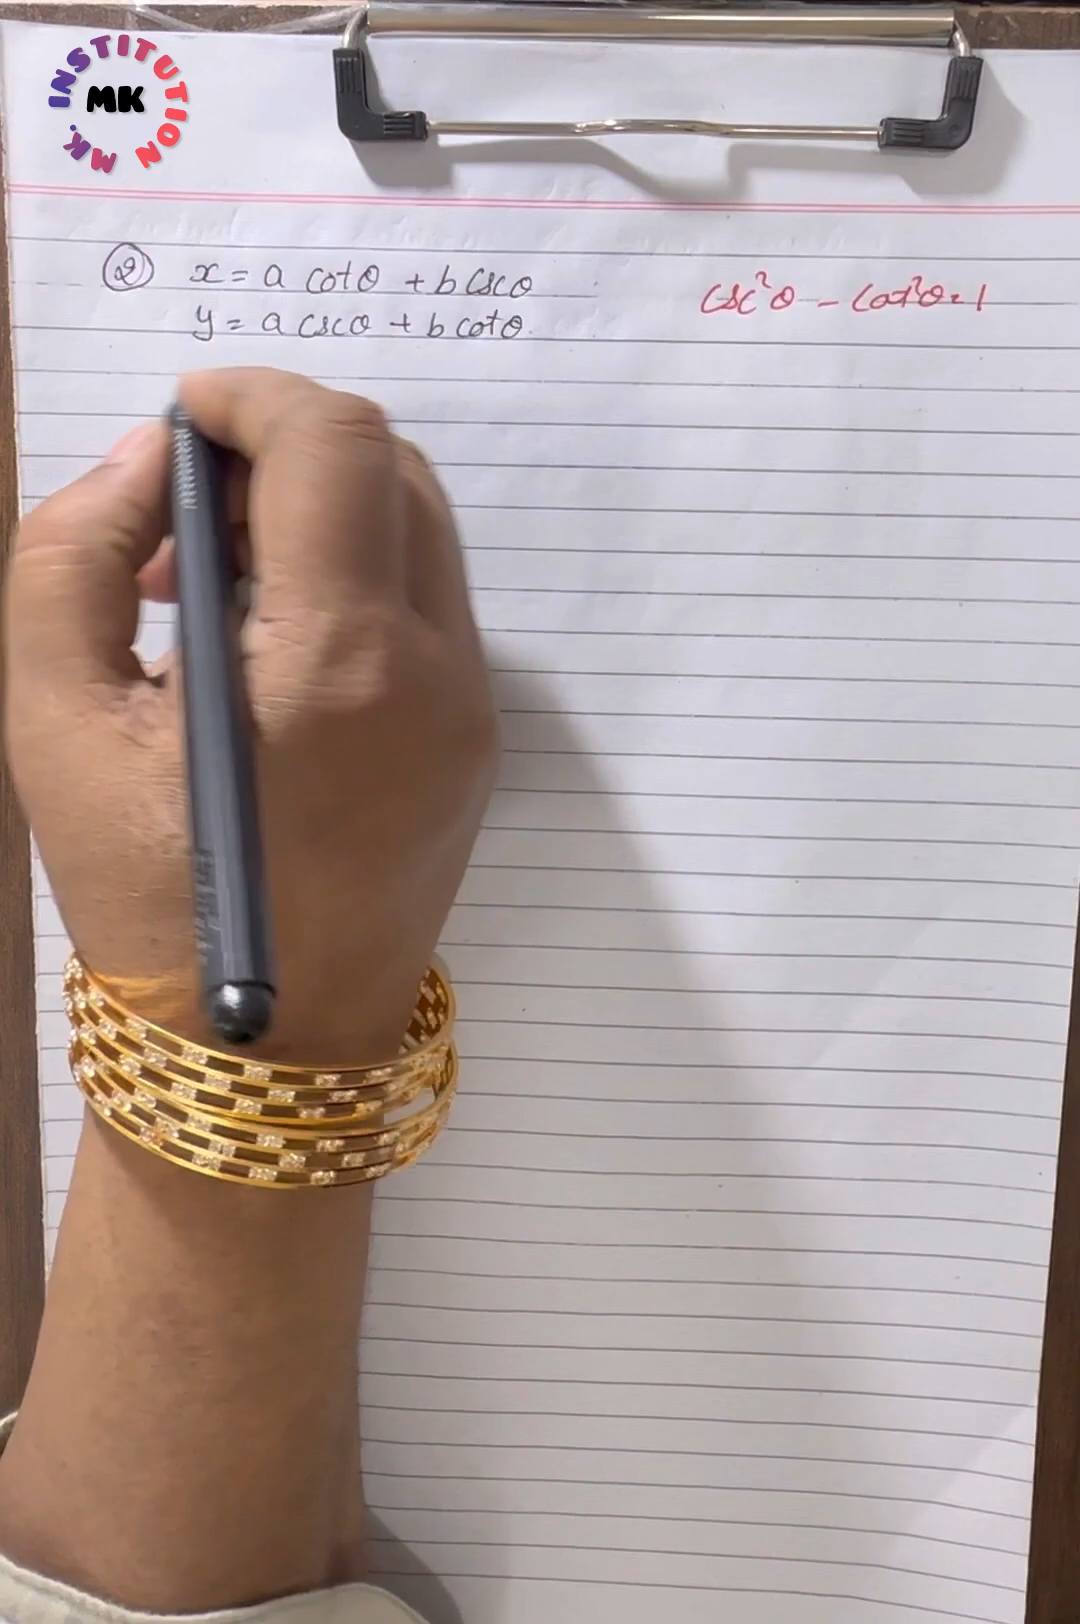 MK. INSTITUTION
MK
② x = a cotθ + b cscθ
y = a cscθ + b cotθ
csc²θ - cot²θ = 1